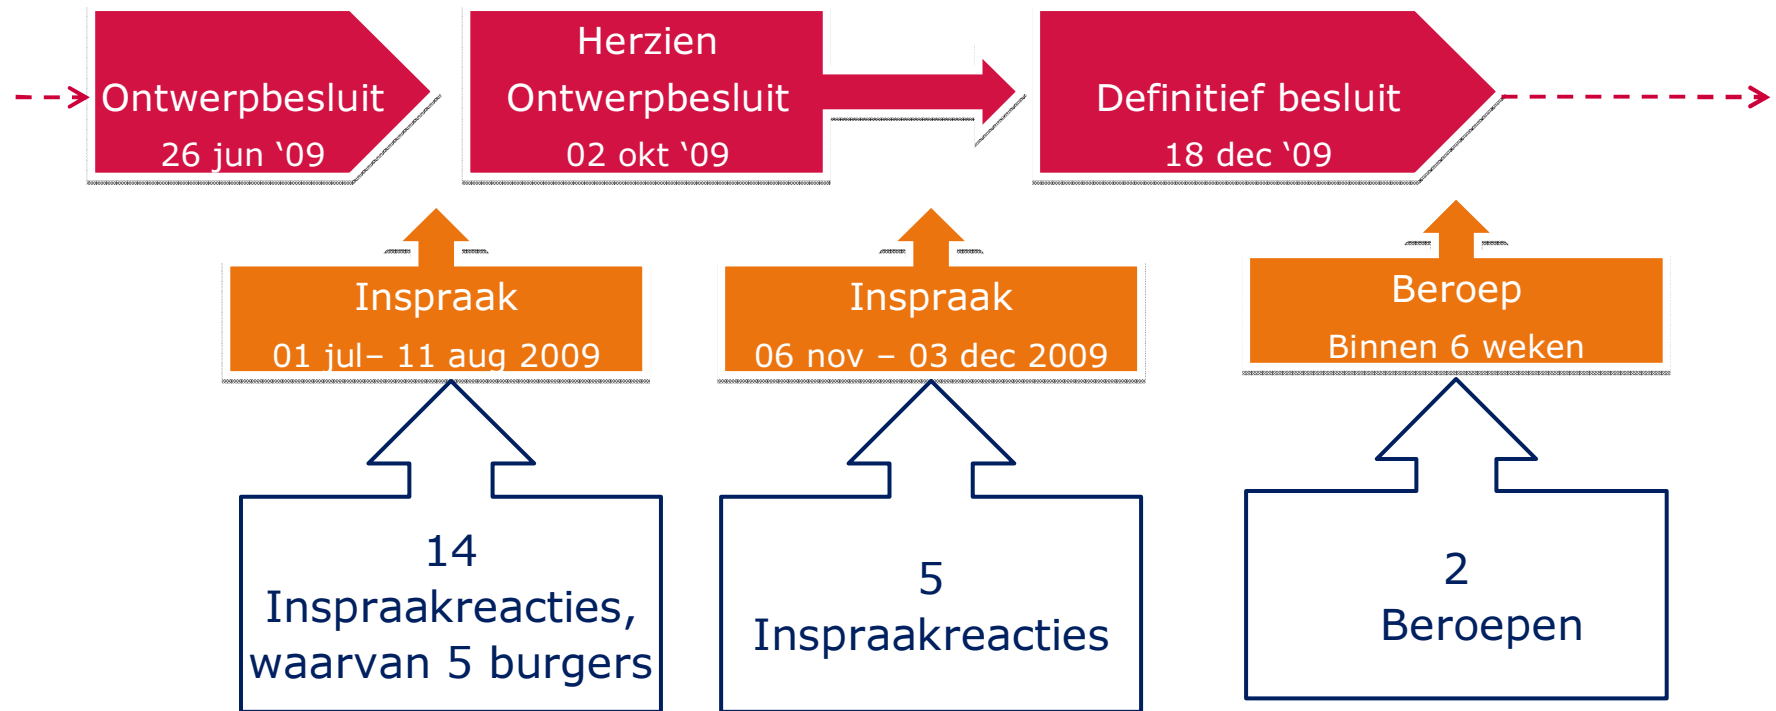 Ontwerpbesluit
26 jun ‘09
Herzien
Ontwerpbesluit
02 okt ‘09
Definitief besluit
18 dec ‘09
Inspraak
01 jul– 11 aug 2009
Inspraak
06 nov – 03 dec 2009
Beroep
Binnen 6 weken
14
Inspraakreacties,
waarvan 5 burgers
5
Inspraakreacties
2
Beroepen